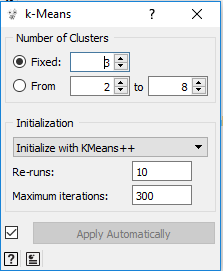 k-Means ? ×
Number of Clusters
Fixed: 3
From 2 to 8
Initialization
Initialize with KMeans++
Re-runs: 10
Maximum iterations: 300
Apply Automatically
?